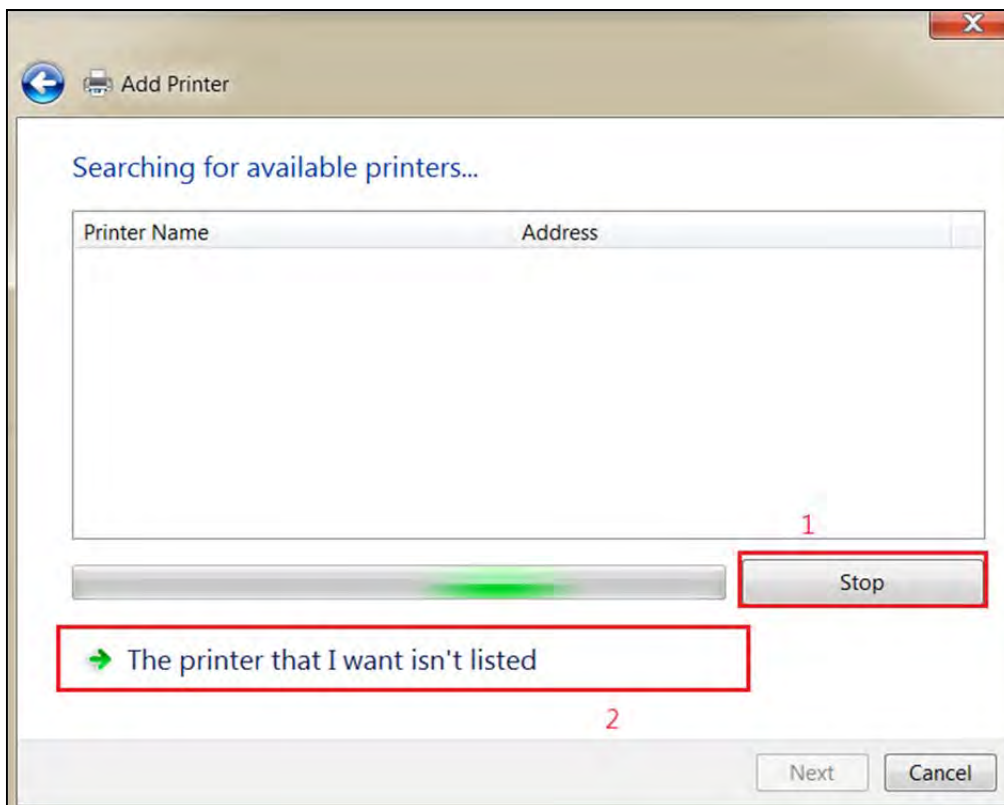 Add Printer
Searching for available printers...
Printer Name Address
1
Stop
The printer that I want isn't listed
2
Next Cancel